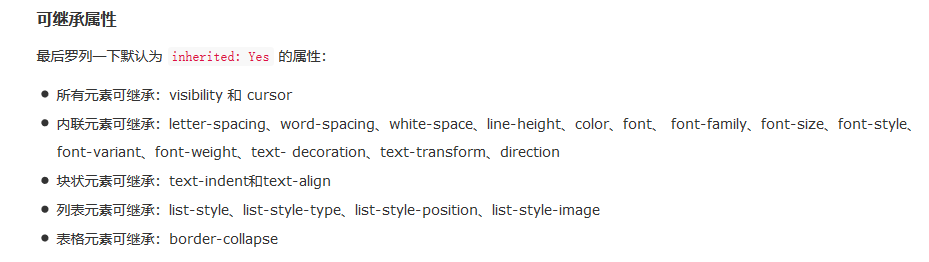 可继承属性
最后罗列一下默认为 inherited: Yes 的属性：
所有元素可继承：visibility 和 cursor
内联元素可继承：letter-spacing、word-spacing、white-space、line-height、color、font、 font-family、font-size、font-style、
font-variant、font-weight、text- decoration、text-transform、direction
块状元素可继承：text-indent和text-align
列表元素可继承：list-style、list-style-type、list-style-position、list-style-image
表格元素可继承：border-collapse